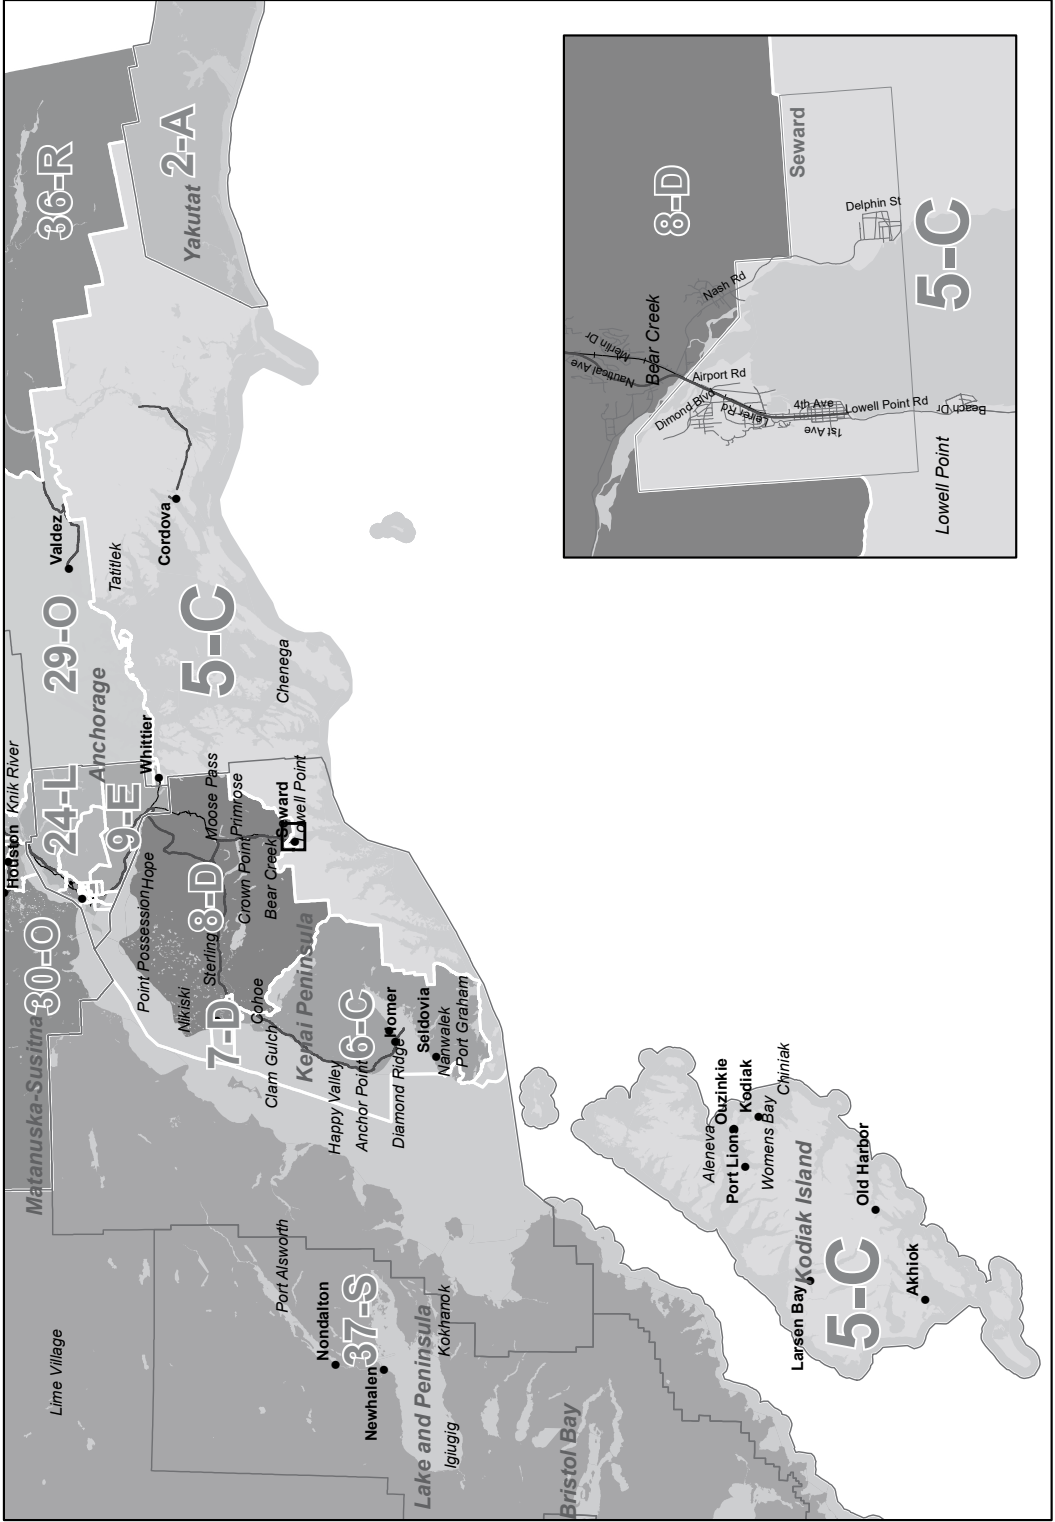 36-R
2-A
Yakutat
Valdez
Cordova
Tatitlek
29-O
5-C
Chenega
Anchorage
Knik River
Houston
24-L
9-E
Whittier
Moose Pass
Primrose
Seward
Lowell Point
Hope
Point Possession
8-D
Crown Point
Bear Creek
30-O
Matanuska-Susitna
Sterling
Nikiski
Cohoe
Kenai Peninsula
7-D
Clam Gulch
6-C
Homer
Seldovia
Nanwalek
Port Graham
Happy Valley
Anchor Point
Diamond Ridge
Port Alsworth
Nondalton
37-S
Newhalen
Kokhanok
Lake and Peninsula
Igiugig
Lime Village
Bristol Bay
Ouzinkie
Kodiak
Chiniak
Aleneva
Port Lions
Womens Bay
Kodiak Island
Old Harbor
Larsen Bay
5-C
Akhiok
8-D
Seward
Delphin St
5-C
Nash Rd
Bear Creek
Merlin Dr
Nautical Ave
Airport Rd
Dimond Blvd
Leirer Rd
4th Ave
1st Ave
Lowell Point Rd
Beach Dr
Lowell Point